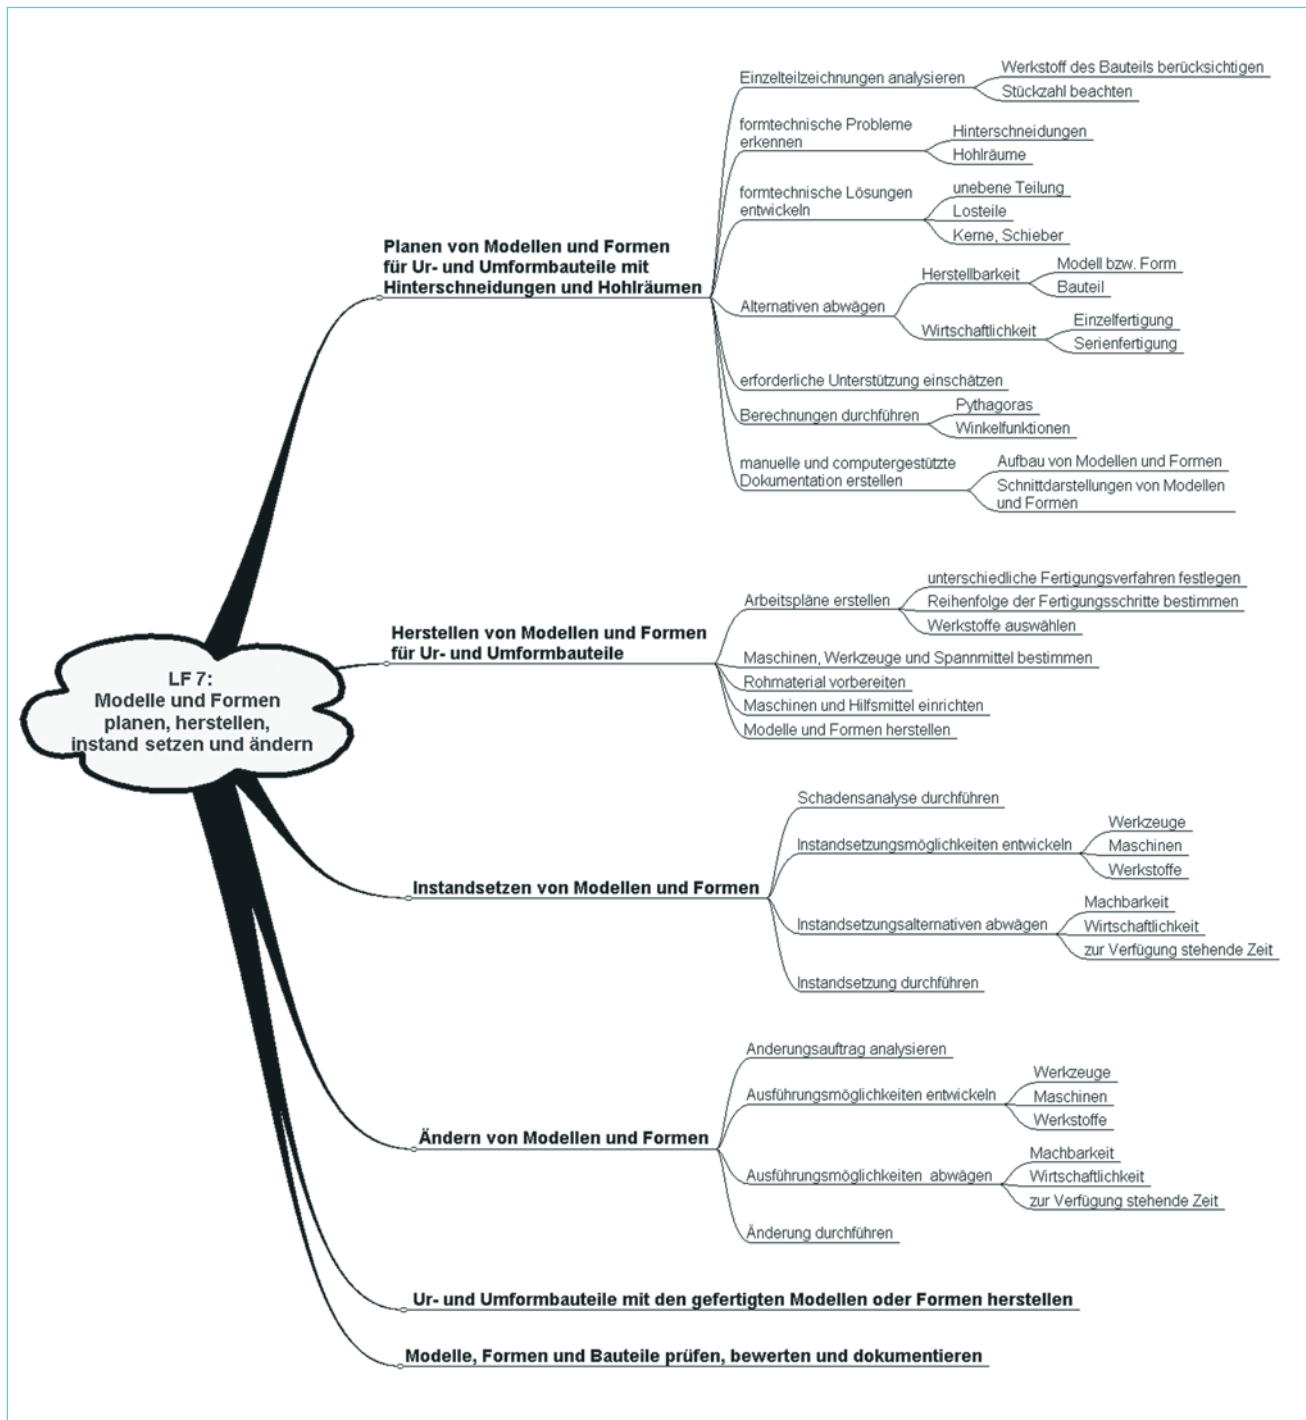 LF 7:
Modelle und Formen
planen, herstellen,
instand setzen und ändern
Planen von Modellen und Formen
für Ur- und Umformbauteile mit
Hinterschneidungen und Hohlräumen
Einzelteilzeichnungen analysieren
Werkstoff des Bauteils berücksichtigen
Stückzahl beachten
formtechnische Probleme
erkennen
Hinterschneidungen
Hohlräume
formtechnische Lösungen
entwickeln
unebene Teilung
Losteile
Kerne, Schieber
Alternativen abwägen
Herstellbarkeit
Modell bzw. Form
Bauteil
Wirtschaftlichkeit
Einzelfertigung
Serienfertigung
erforderliche Unterstützung einschätzen
Berechnungen durchführen
Pythagoras
Winkelfunktionen
manuelle und computergestützte
Dokumentation erstellen
Aufbau von Modellen und Formen
Schnittdarstellungen von Modellen
und Formen
Herstellen von Modellen und Formen
für Ur- und Umformbauteile
Arbeitspläne erstellen
unterschiedliche Fertigungsverfahren festlegen
Reihenfolge der Fertigungsschritte bestimmen
Werkstoffe auswählen
Maschinen, Werkzeuge und Spannmittel bestimmen
Rohmaterial vorbereiten
Maschinen und Hilfsmittel einrichten
Modelle und Formen herstellen
Instandsetzen von Modellen und Formen
Schadensanalyse durchführen
Instandsetzungsmöglichkeiten entwickeln
Werkzeuge
Maschinen
Werkstoffe
Instandsetzungsalternativen abwägen
Machbarkeit
Wirtschaftlichkeit
zur Verfügung stehende Zeit
Instandsetzung durchführen
Ändern von Modellen und Formen
Änderungsauftrag analysieren
Ausführungsmöglichkeiten entwickeln
Werkzeuge
Maschinen
Werkstoffe
Ausführungsmöglichkeiten abwägen
Machbarkeit
Wirtschaftlichkeit
zur Verfügung stehende Zeit
Änderung durchführen
Ur- und Umformbauteile mit den gefertigten Modellen oder Formen herstellen
Modelle, Formen und Bauteile prüfen, bewerten und dokumentieren